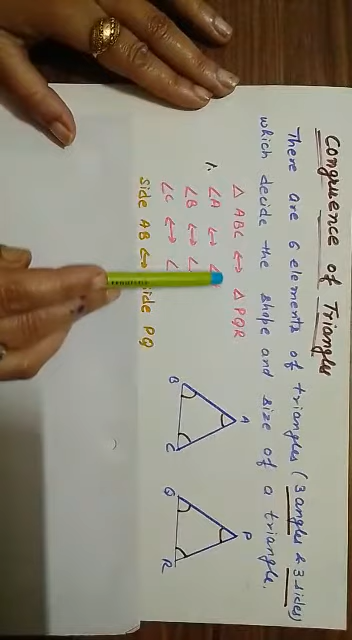 Congruence of Triangles
There are 6 elements of triangles (3 angles & 3 sides)
which decide the shape and size of a triangle.
△ ABC ↔ △ PQR
1. ∠A ↔ ∠
∠B ↔ ∠
∠C ↔ ∠
side AB ↔ side PQ
A
B C
P
Q R